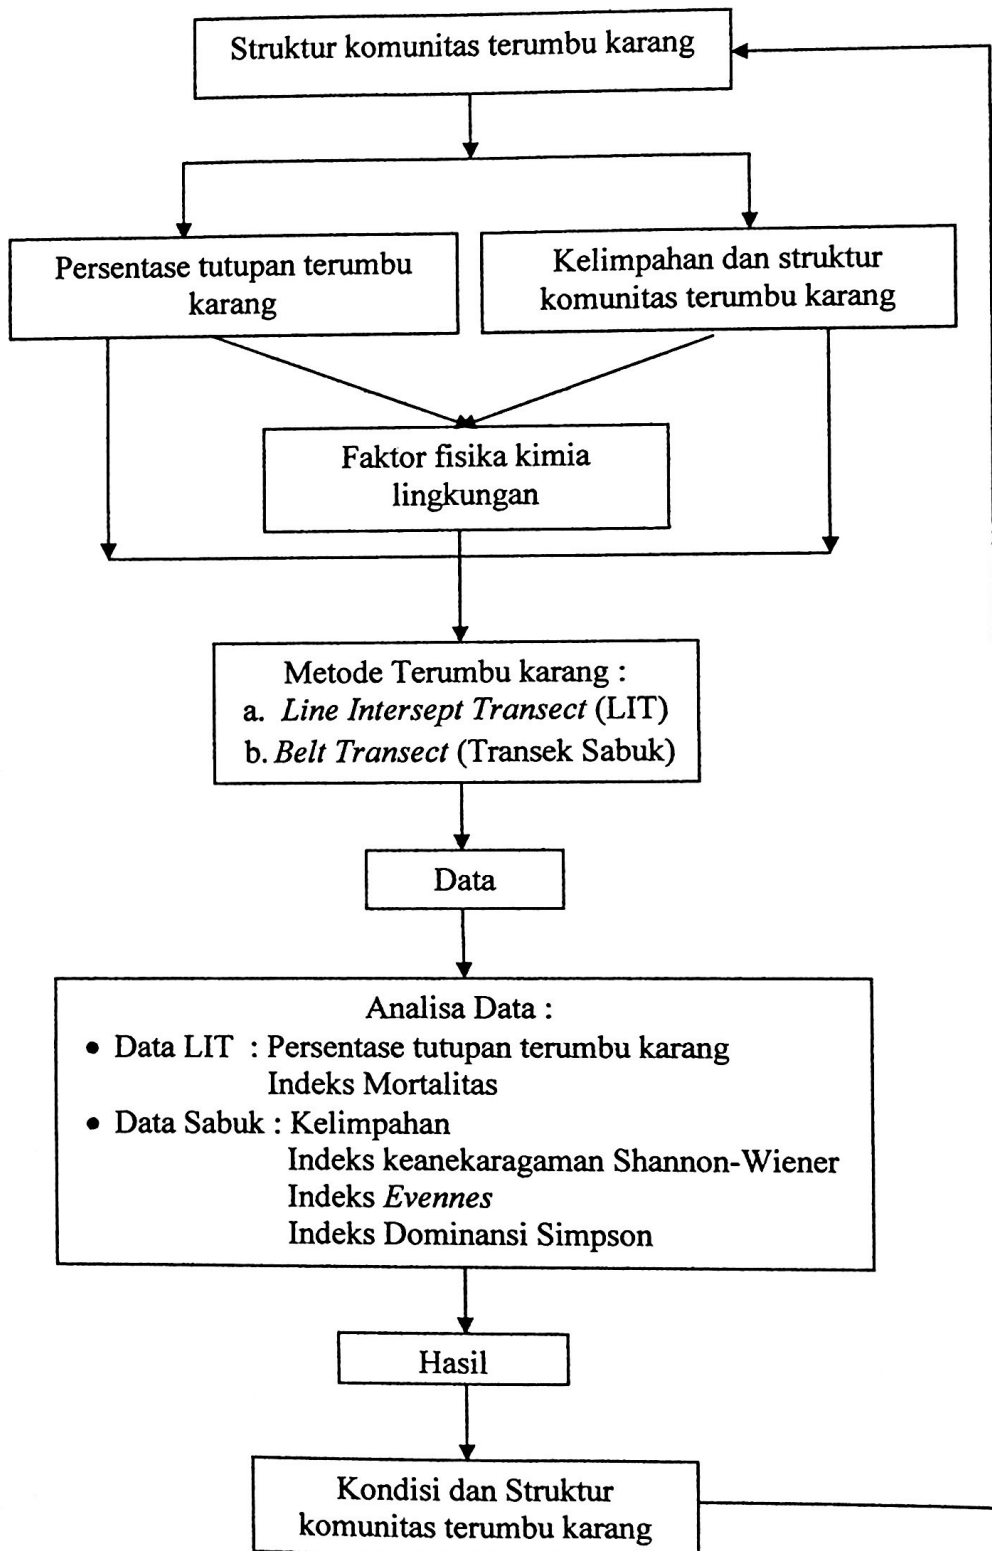 Struktur komunitas terumbu karang
Persentase tutupan terumbu
karang
Kelimpahan dan struktur
komunitas terumbu karang
Faktor fisika kimia
lingkungan
Metode Terumbu karang :
a. Line Intersept Transect (LIT)
b. Belt Transect (Transek Sabuk)
Data
Analisa Data :
• Data LIT : Persentase tutupan terumbu karang
Indeks Mortalitas
• Data Sabuk : Kelimpahan
Indeks keanekaragaman Shannon-Wiener
Indeks Evennes
Indeks Dominansi Simpson
Hasil
Kondisi dan Struktur
komunitas terumbu karang